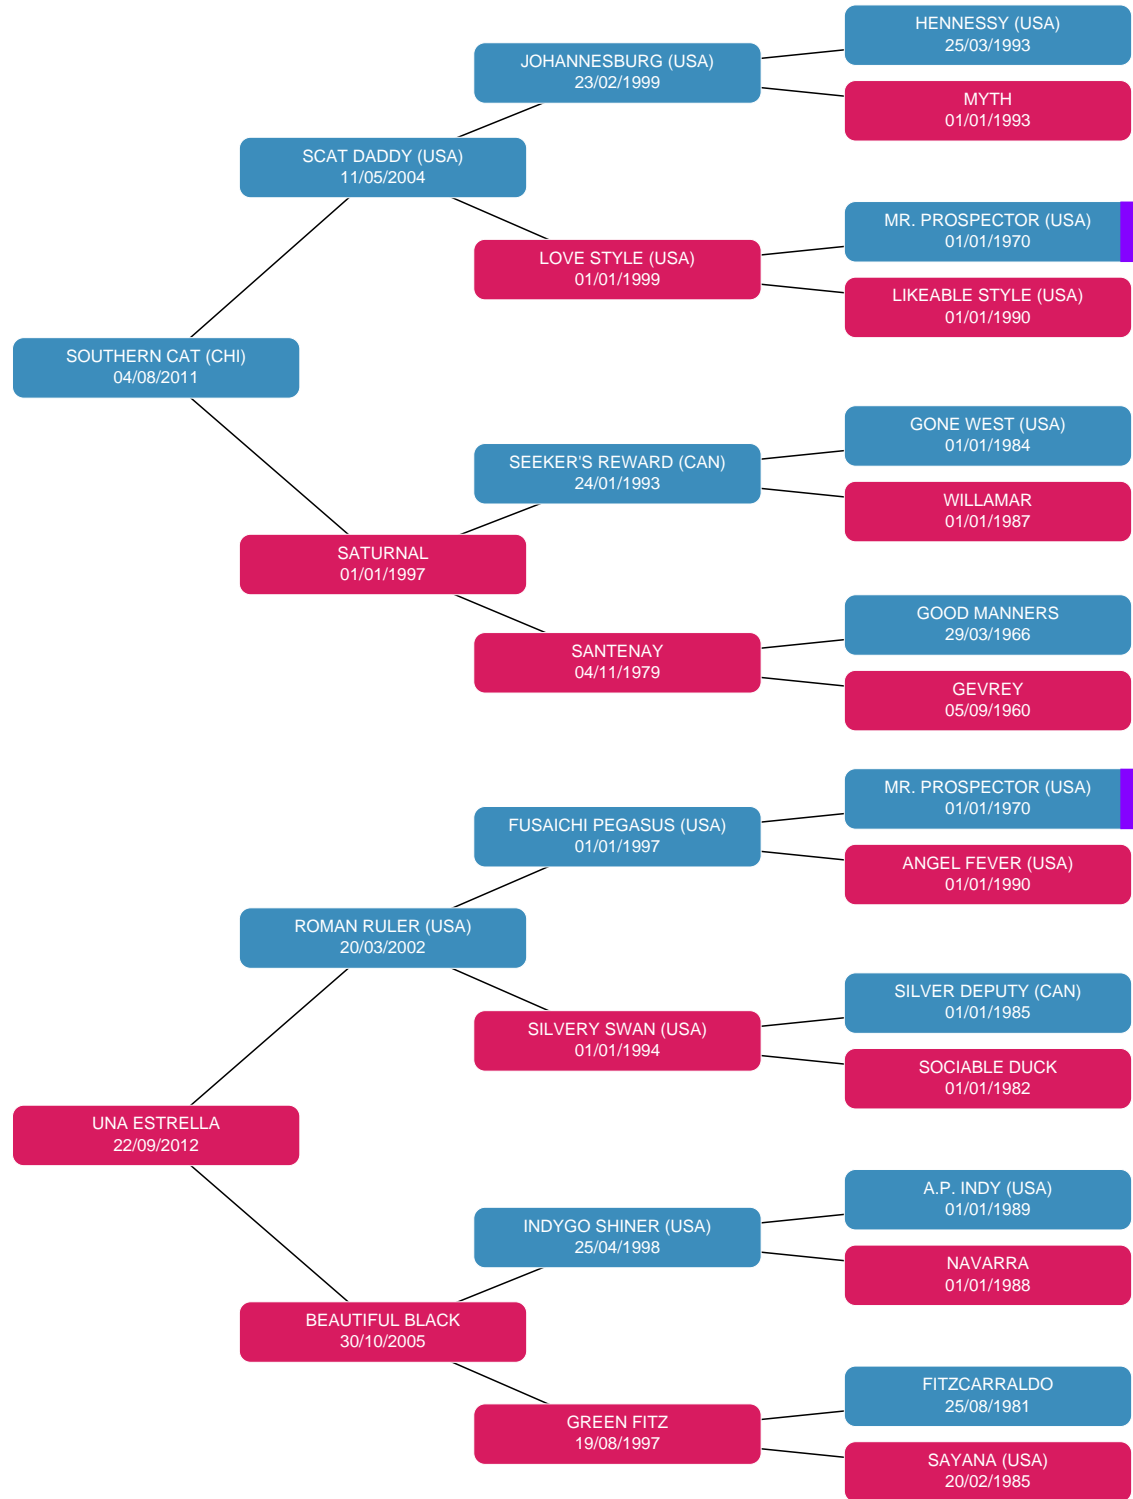 HENNESSY (USA)
25/03/1993
JOHANNESBURG (USA)
23/02/1999
MYTH
01/01/1993
SCAT DADDY (USA)
11/05/2004
MR. PROSPECTOR (USA)
01/01/1970
LOVE STYLE (USA)
01/01/1999
LIKEABLE STYLE (USA)
01/01/1990
SOUTHERN CAT (CHI)
04/08/2011
GONE WEST (USA)
01/01/1984
SEEKER'S REWARD (CAN)
24/01/1993
WILLAMAR
01/01/1987
SATURNAL
01/01/1997
GOOD MANNERS
29/03/1966
SANTENAY
04/11/1979
GEVREY
05/09/1960
MR. PROSPECTOR (USA)
01/01/1970
FUSAICHI PEGASUS (USA)
01/01/1997
ANGEL FEVER (USA)
01/01/1990
ROMAN RULER (USA)
20/03/2002
SILVER DEPUTY (CAN)
01/01/1985
SILVERY SWAN (USA)
01/01/1994
SOCIABLE DUCK
01/01/1982
UNA ESTRELLA
22/09/2012
A.P. INDY (USA)
01/01/1989
INDYGO SHINER (USA)
25/04/1998
NAVARRA
01/01/1988
BEAUTIFUL BLACK
30/10/2005
FITZCARRALDO
25/08/1981
GREEN FITZ
19/08/1997
SAYANA (USA)
20/02/1985